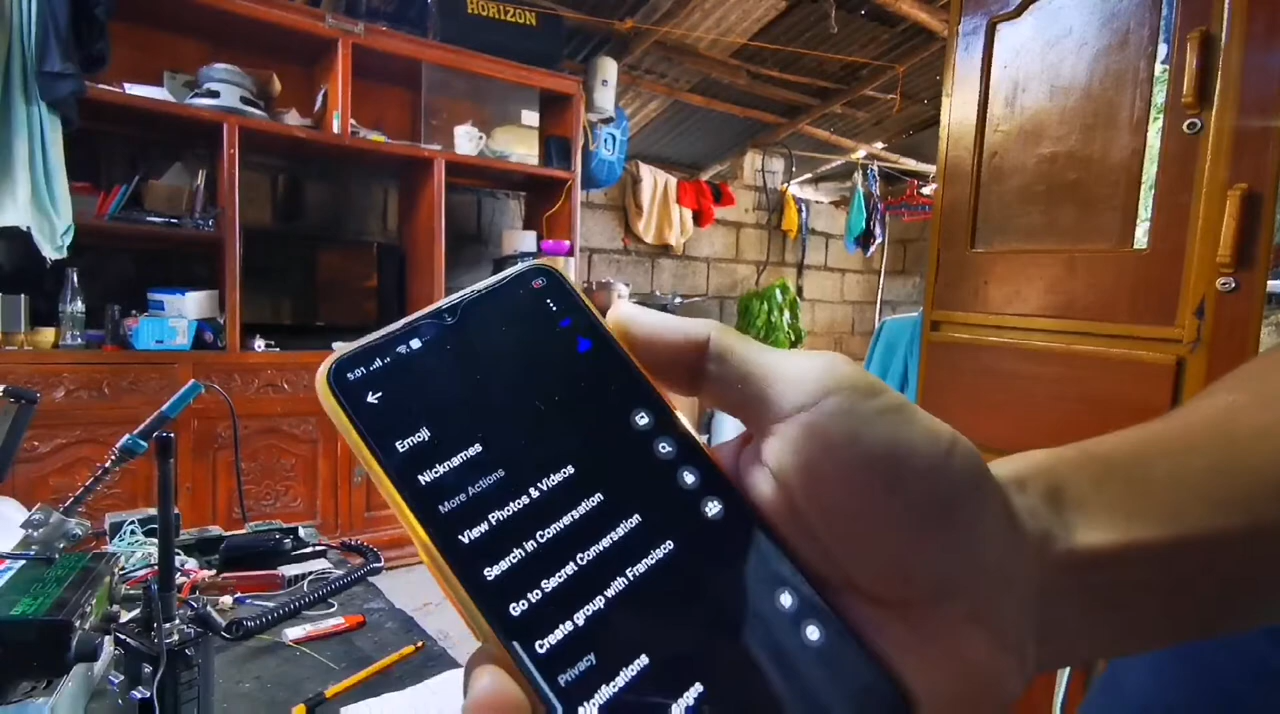 HORIZON
5:01
Emoji
Nicknames
More Actions
View Photos & Videos
Search in Conversation
Go to Secret Conversation
Create group with Francisco
Privacy
Notifications